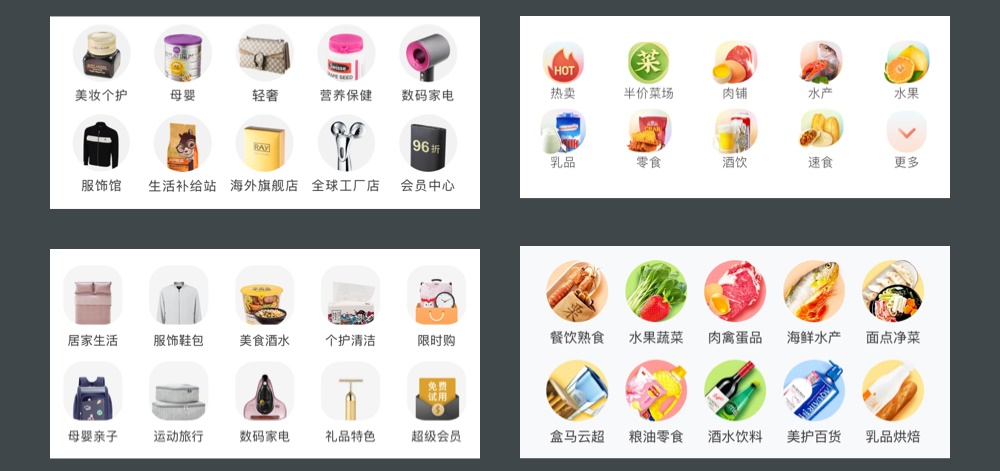 美妆个护 母婴 轻奢 营养保健 数码家电
96折
服饰馆 生活补给站 海外旗舰店 全球工厂店 会员中心
HOT 菜
热卖 半价菜场 肉铺 水产 水果
乳品 零食 酒饮 速食 更多
居家生活 服饰鞋包 美食酒水 个护清洁 限时购
免费
试用
母婴亲子 运动旅行 数码家电 礼品特色 超级会员
餐饮熟食 水果蔬菜 肉禽蛋品 海鲜水产 面点净菜
盒马云超 粮油零食 酒水饮料 美护百货 乳品烘焙